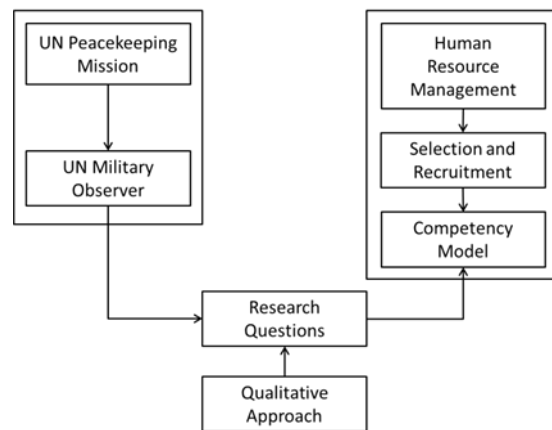 UN Peacekeeping
Mission
UN Military
Observer
Human
Resource
Management
Selection and
Recruitment
Competency
Model
Research
Questions
Qualitative
Approach